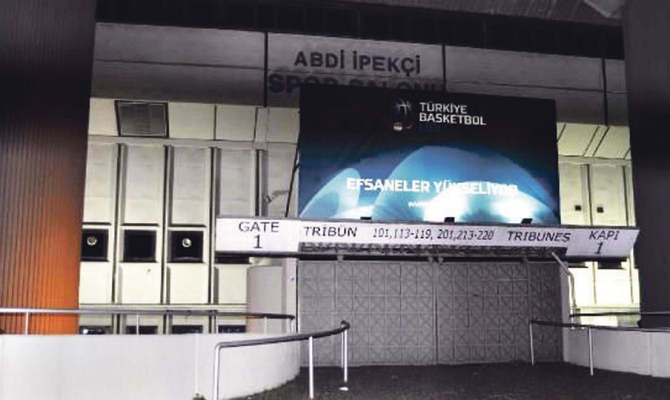 ABDİ İPEKÇİ
SPOR SALONU
TÜRKİYE
BASKETBOL
EFSANELER YÜKSELİYOR
www.
GATE
1
TRİBÜN 101,113-119, 201,213-220 TRIBUNES
KAPI
1